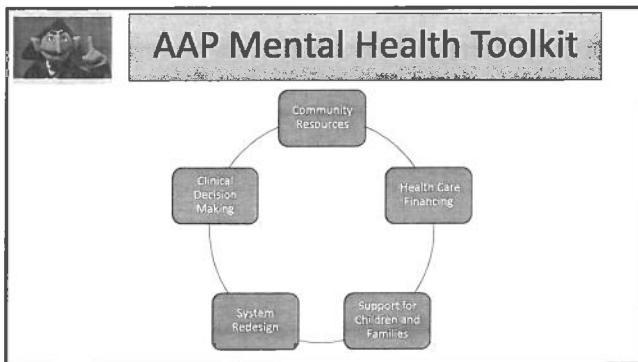 AAP Mental Health Toolkit
Community
Resources
Health Care
Financing
Support for
Children and
Families
System
Redesign
Clinical
Decision
Making